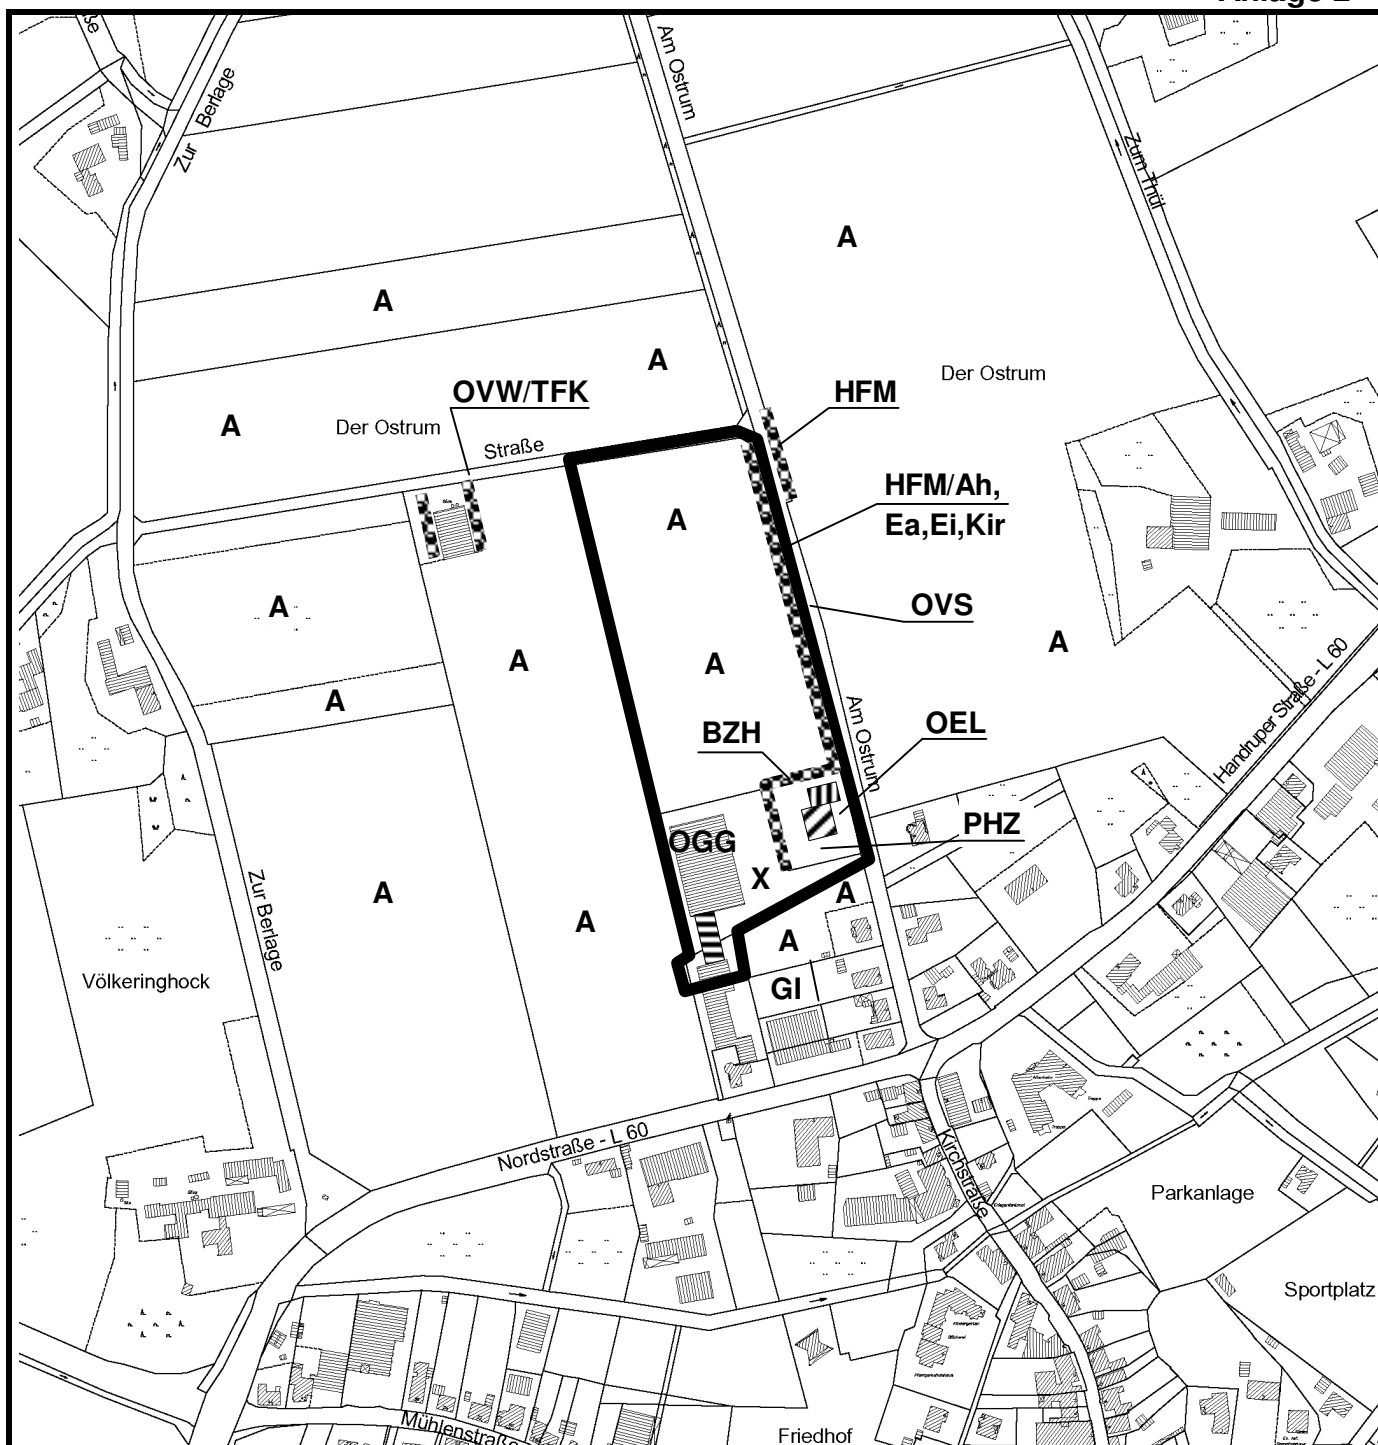 Am Ostrum
Zur Berlage
Zum Thül
A
A
A
Der Ostrum
OVW/TFK
HFM
A
Der Ostrum
Straße
HFM/Ah,
Ea,Ei,Kir
A
A
OVS
A
A
A
A
Handruper Straße - L 60
Am Ostrum
BZH
OEL
PHZ
OGG
X
A
A
Zur Berlage
A
A
Völkeringhock
GI
Nordstraße - L 60
Kirchstraße
Parkanlage
Sportplatz
Mühlenstraße
Friedhof